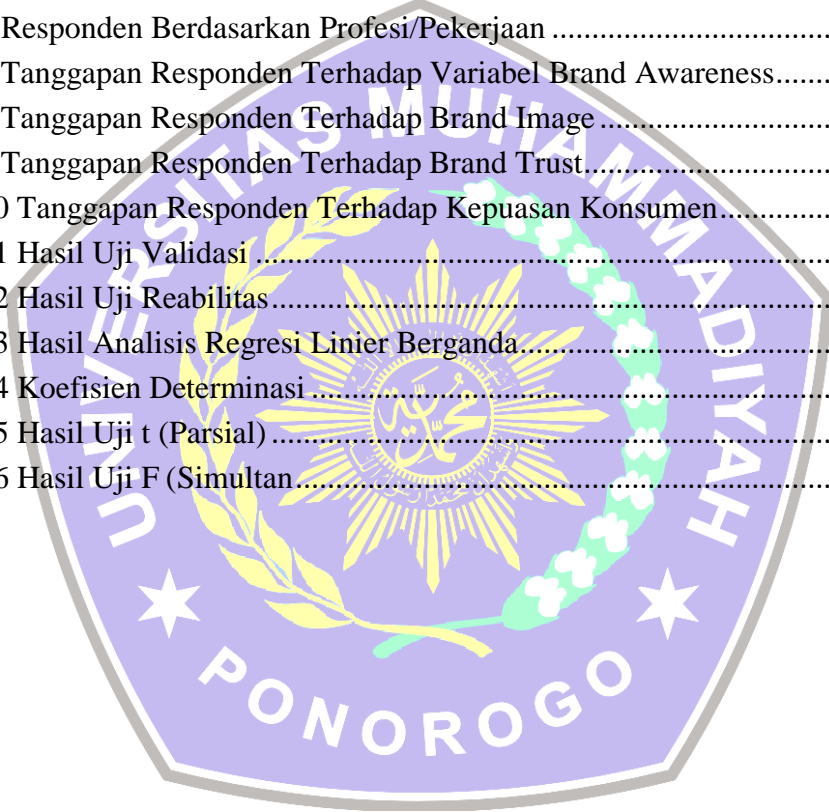 Responden Berdasarkan Profesi/Pekerjaan ..................................
Tanggapan Responden Terhadap Variabel Brand Awareness.......
Tanggapan Responden Terhadap Brand Image ............................
Tanggapan Responden Terhadap Brand Trust..............................
0 Tanggapan Responden Terhadap Kepuasan Konsumen..............
1 Hasil Uji Validasi .......................................................................
2 Hasil Uji Reabilitas.....................................................................
3 Hasil Analisis Regresi Linier Berganda......................................
4 Koefisien Determinasi ................................................................
5 Hasil Uji t (Parsial) .....................................................................
6 Hasil Uji F (Simultan..................................................................
UNIVERSITAS MUHAMMADIYAH
PONOROGO